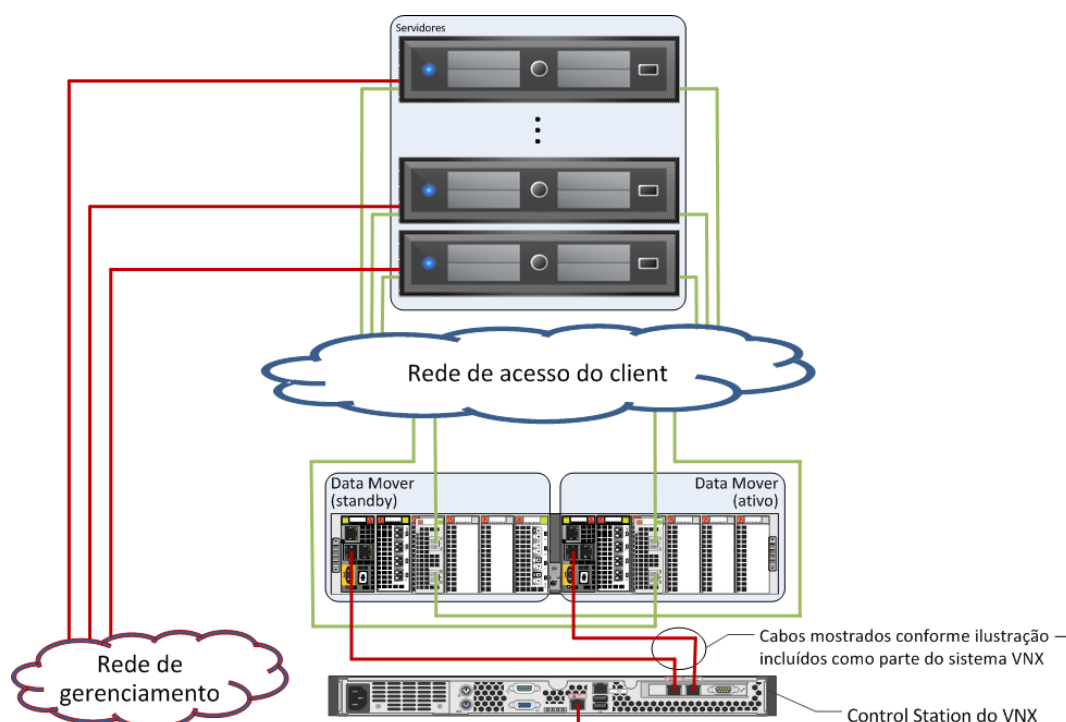 Servidores
Rede de acesso do client
Data Mover
(standby)
Data Mover
(ativo)
Cabos mostrados conforme ilustração —
incluídos como parte do sistema VNX
Rede de
gerenciamento
Control Station do VNX